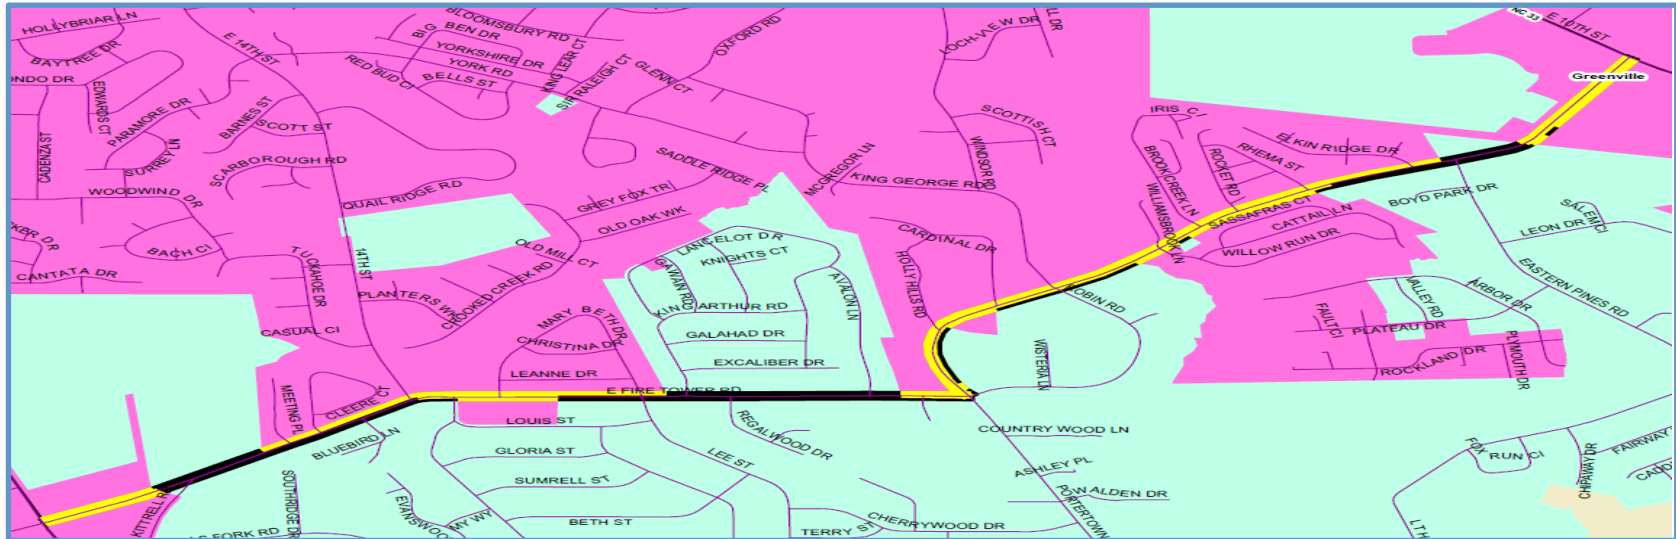 HOLLYBRIAR LN
BAYTREE DR
ONDO DR
EDWARDS CT
PARAMORE DR
SURREY LN
CADENZA ST
WOODWIND DR
BACH CI
CANTATA DR
KER DR
BARNES ST
SCOTT ST
SCARBOROUGH RD
E 14TH ST
RED BUD CI
BIG
BEN DR
BLOOMSBURY RD
YORKSHIRE DR
YORK RD
BELLS ST
KING LEAR CT
SIR RALEIGH CT
GLENN CT
OXFORD RD
LOCHVIEW DR
LL DR
NC 33
E 10TH ST
Greenville
SCOTTISH CT
WINDSOR RD
IRIS CI
BROOK CREEK LN
WILLIAMSBROOK LN
ROCKET RD
RHEMA ST
ELKIN RIDGE DR
SASSAFRAS CT
CATTAIL LN
WILLOW RUN DR
BOYD PARK DR
SALEM CI
LEON DR
EASTERN PINES RD
QUAIL RIDGE RD
SADDLE RIDGE PL
MCGREGOR LN
KING GEORGE RD
GREY FOX TR
OLD OAK WK
OLD MILL CT
CROOKED CREEK RD
PLANTERS WK
14TH ST
TUCKAHOE DR
CASUAL CI
LANCELOT DR
KNIGHTS CT
GAWAIN RD
KING ARTHUR RD
AVALON LN
GALAHAD DR
EXCALIBER DR
CARDINAL DR
HOLLY HILLS RD
ROBIN RD
WISTERIA LN
MARY BETH DR
CHRISTINA DR
LEANNE DR
E FIRE TOWER RD
MEETING PL
CLEERE CT
BLUEBIRD LN
LOUIS ST
GLORIA ST
SUMRELL ST
BETH ST
LEE ST
REGALWOOD DR
TERRY ST
CHERRYWOOD DR
COUNTRY WOOD LN
ASHLEY PL
WALDEN DR
PORTERTOWN
VALLEY RD
ARBOR DR
FAULT CI
PLATEAU DR
ROCKLAND DR
PLYMOUTH DR
FOX
RUN CI
CHIPAWAY DR
FAIRWAY
CADD
LTH
KITTRELL R
SOUTHRIDGE DR
EVANSWOO
MY WY
FORK RD